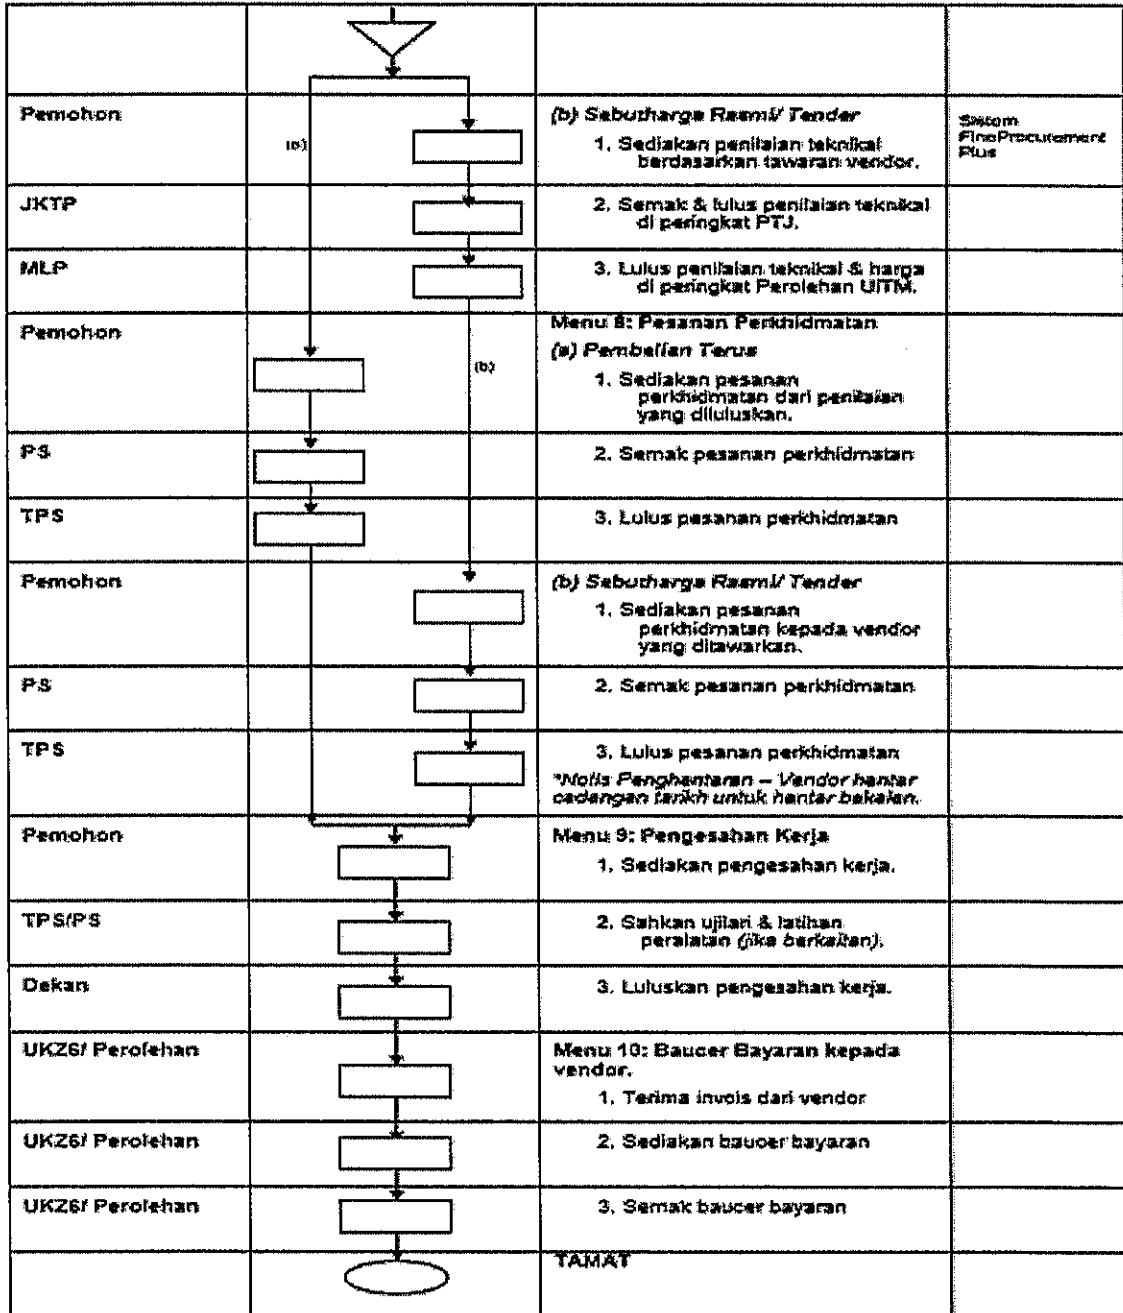 Pemohon
(b) Sebutharga Rasmi/ Tender
1. Sediakan penilaian teknikal
berdasarkan tawaran vendor.
Sistem
FineProcurement
Plus
(a)
JKTP
2. Semak & lulus penilaian teknikal
di peringkat PTJ.
MLP
3. Lulus penilaian teknikal & harga
di peringkat Perolehan UiTM.
Pemohon
Menu 8: Pesanan Perkhidmatan
(a) Pembelian Terus
(b)
1. Sediakan pesanan
perkhidmatan dari penilaian
yang diluluskan.
PS
2. Semak pesanan perkhidmatan
TPS
3. Lulus pesanan perkhidmatan
Pemohon
(b) Sebutharga Rasmi/ Tender
1. Sediakan pesanan
perkhidmatan kepada vendor
yang ditawarkan.
PS
2. Semak pesanan perkhidmatan
TPS
3. Lulus pesanan perkhidmatan
*Notis Penghantaran – Vendor hantar
cadangan tarikh untuk hantar bekalan.
Pemohon
Menu 9: Pengesahan Kerja
1. Sediakan pengesahan kerja.
TPS/PS
2. Sahkan ujilari & latihan
peralatan (jika berkaitan).
Dekan
3. Luluskan pengesahan kerja.
UKZ6/ Perolehan
Menu 10: Baucer Bayaran kepada
vendor.
1. Terima invois dari vendor
UKZ6/ Perolehan
2. Sediakan baucer bayaran
UKZ6/ Perolehan
3. Semak baucer bayaran
TAMAT